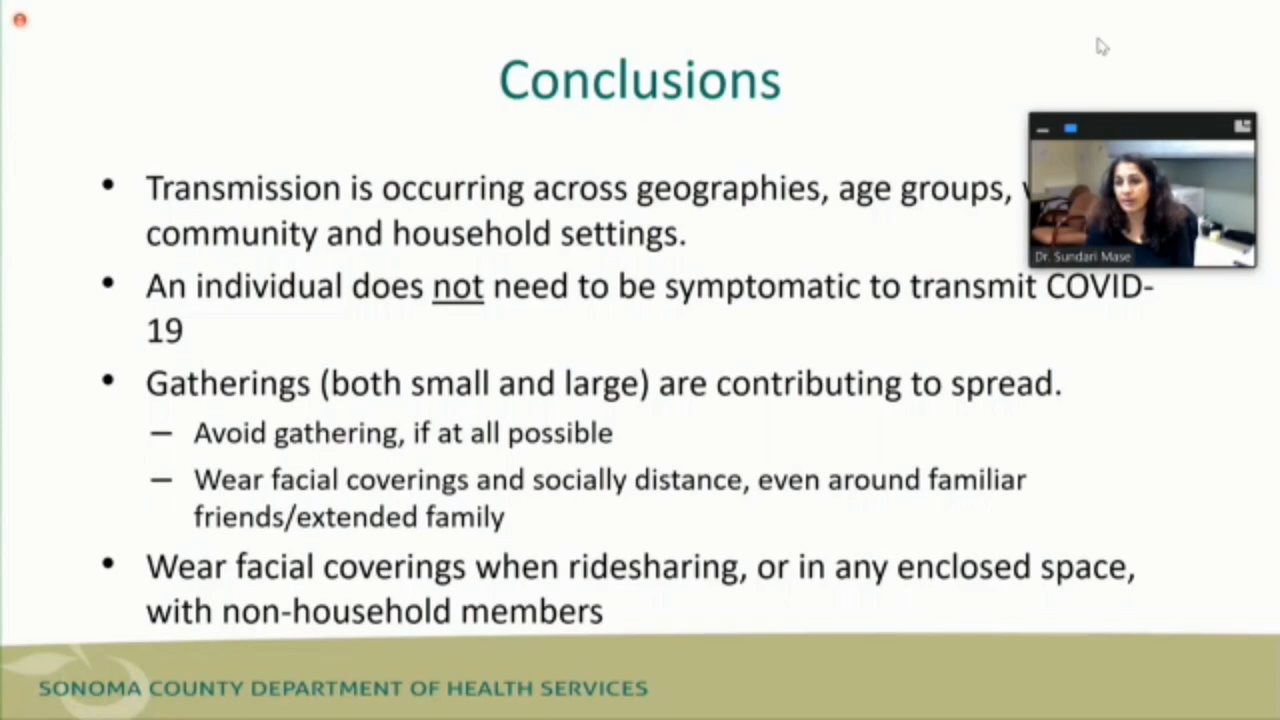 Conclusions
• Transmission is occurring across geographies, age groups,
community and household settings.
Dr. Sundari Mase
• An individual does not need to be symptomatic to transmit COVID-
19
• Gatherings (both small and large) are contributing to spread.
– Avoid gathering, if at all possible
– Wear facial coverings and socially distance, even around familiar
friends/extended family
• Wear facial coverings when ridesharing, or in any enclosed space,
with non-household members
SONOMA COUNTY DEPARTMENT OF HEALTH SERVICES